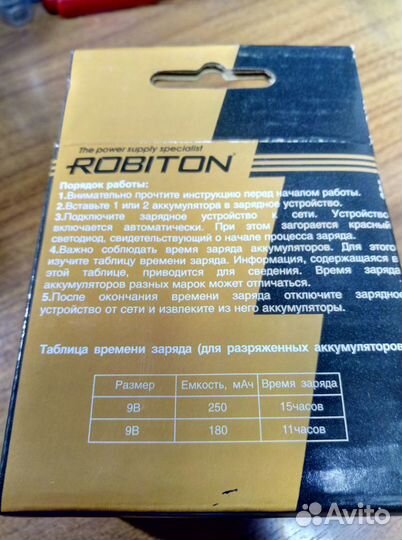 The power supply specialist
ROBITON
Порядок работы:
1.Внимательно прочтите инструкцию перед началом работы.
2.Вставьте 1 или 2 аккумулятора в зарядное устройство.
3.Подключите зарядное устройство к сети. Устройство
включается автоматически. При этом загорается красный
светодиод, свидетельствующий о начале процесса заряда.
4.Важно соблюдать время заряда аккумуляторов. Для этого
изучите таблицу времени заряда. Информация, содержащаяся в
этой таблице, приводится для сведения. Время заряда
аккумуляторов разных марок может отличаться.
5.После окончания времени заряда отключите зарядное
устройство от сети и извлеките из него аккумуляторы.
Таблица времени заряда (для разряженных аккумуляторов
Размер Емкость, мАч Время заряда
9В 250 15часов
9В 180 11часов
Avito